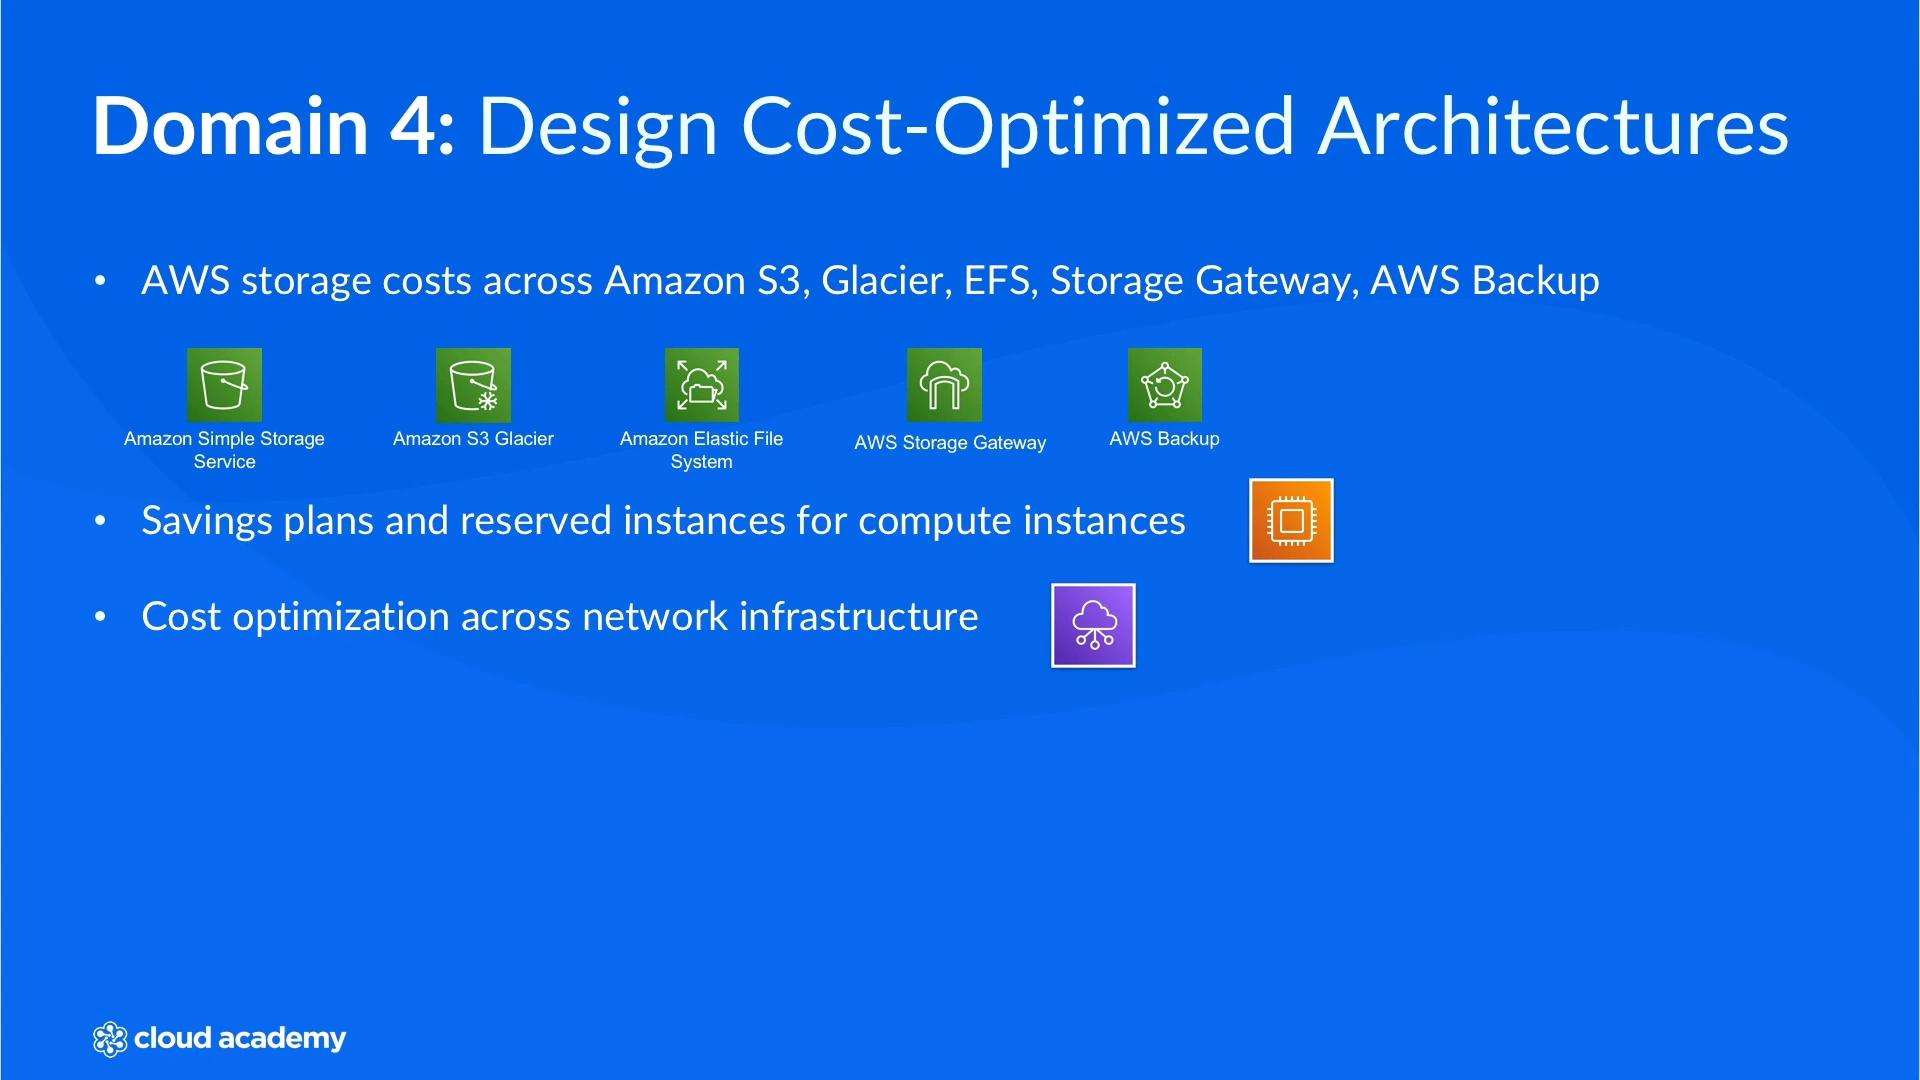 Domain 4: Design Cost-Optimized Architectures
• AWS storage costs across Amazon S3, Glacier, EFS, Storage Gateway, AWS Backup
Amazon Simple Storage
Service
Amazon S3 Glacier
Amazon Elastic File
System
AWS Storage Gateway
AWS Backup
• Savings plans and reserved instances for compute instances
• Cost optimization across network infrastructure
cloud academy